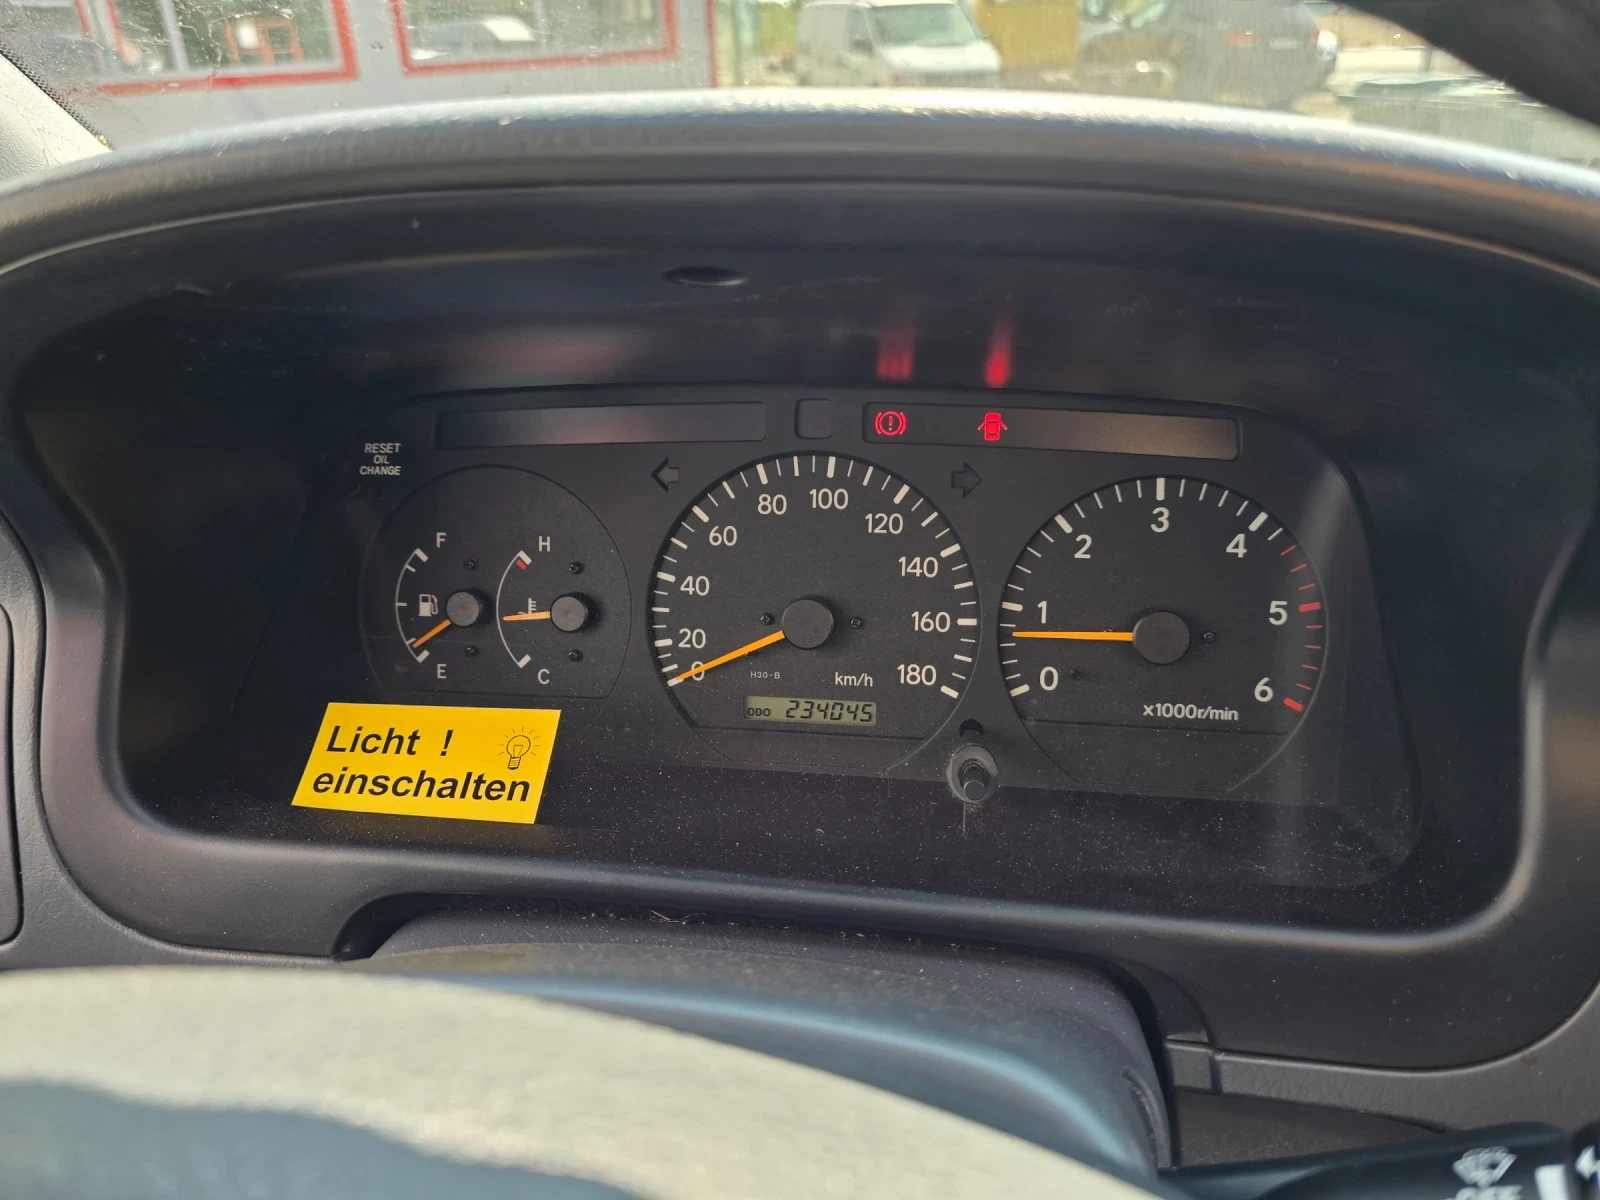 RESET
OIL
CHANGE
F
E
H
C
0
20
40
60
80
100
120
140
160
180
H30-B
km/h
ODO 234045
0
1
2
3
4
5
6
x1000r/min
Licht !
einschalten